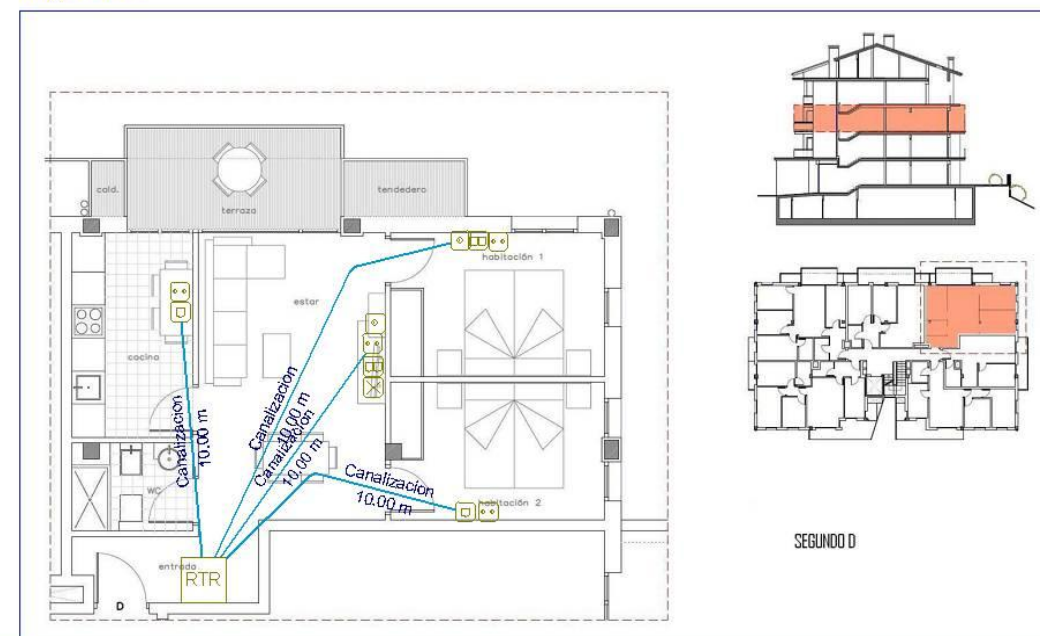 cald.
terraza
tendedero
habitación 1
estar
cocina
Canalizacion
10.00 m
Canalizacion
10.00 m
Canalizacion
10.00 m
Canalizacion
10.00 m
WC
habitación 2
entrada
RTR
D
SEGUNDO D